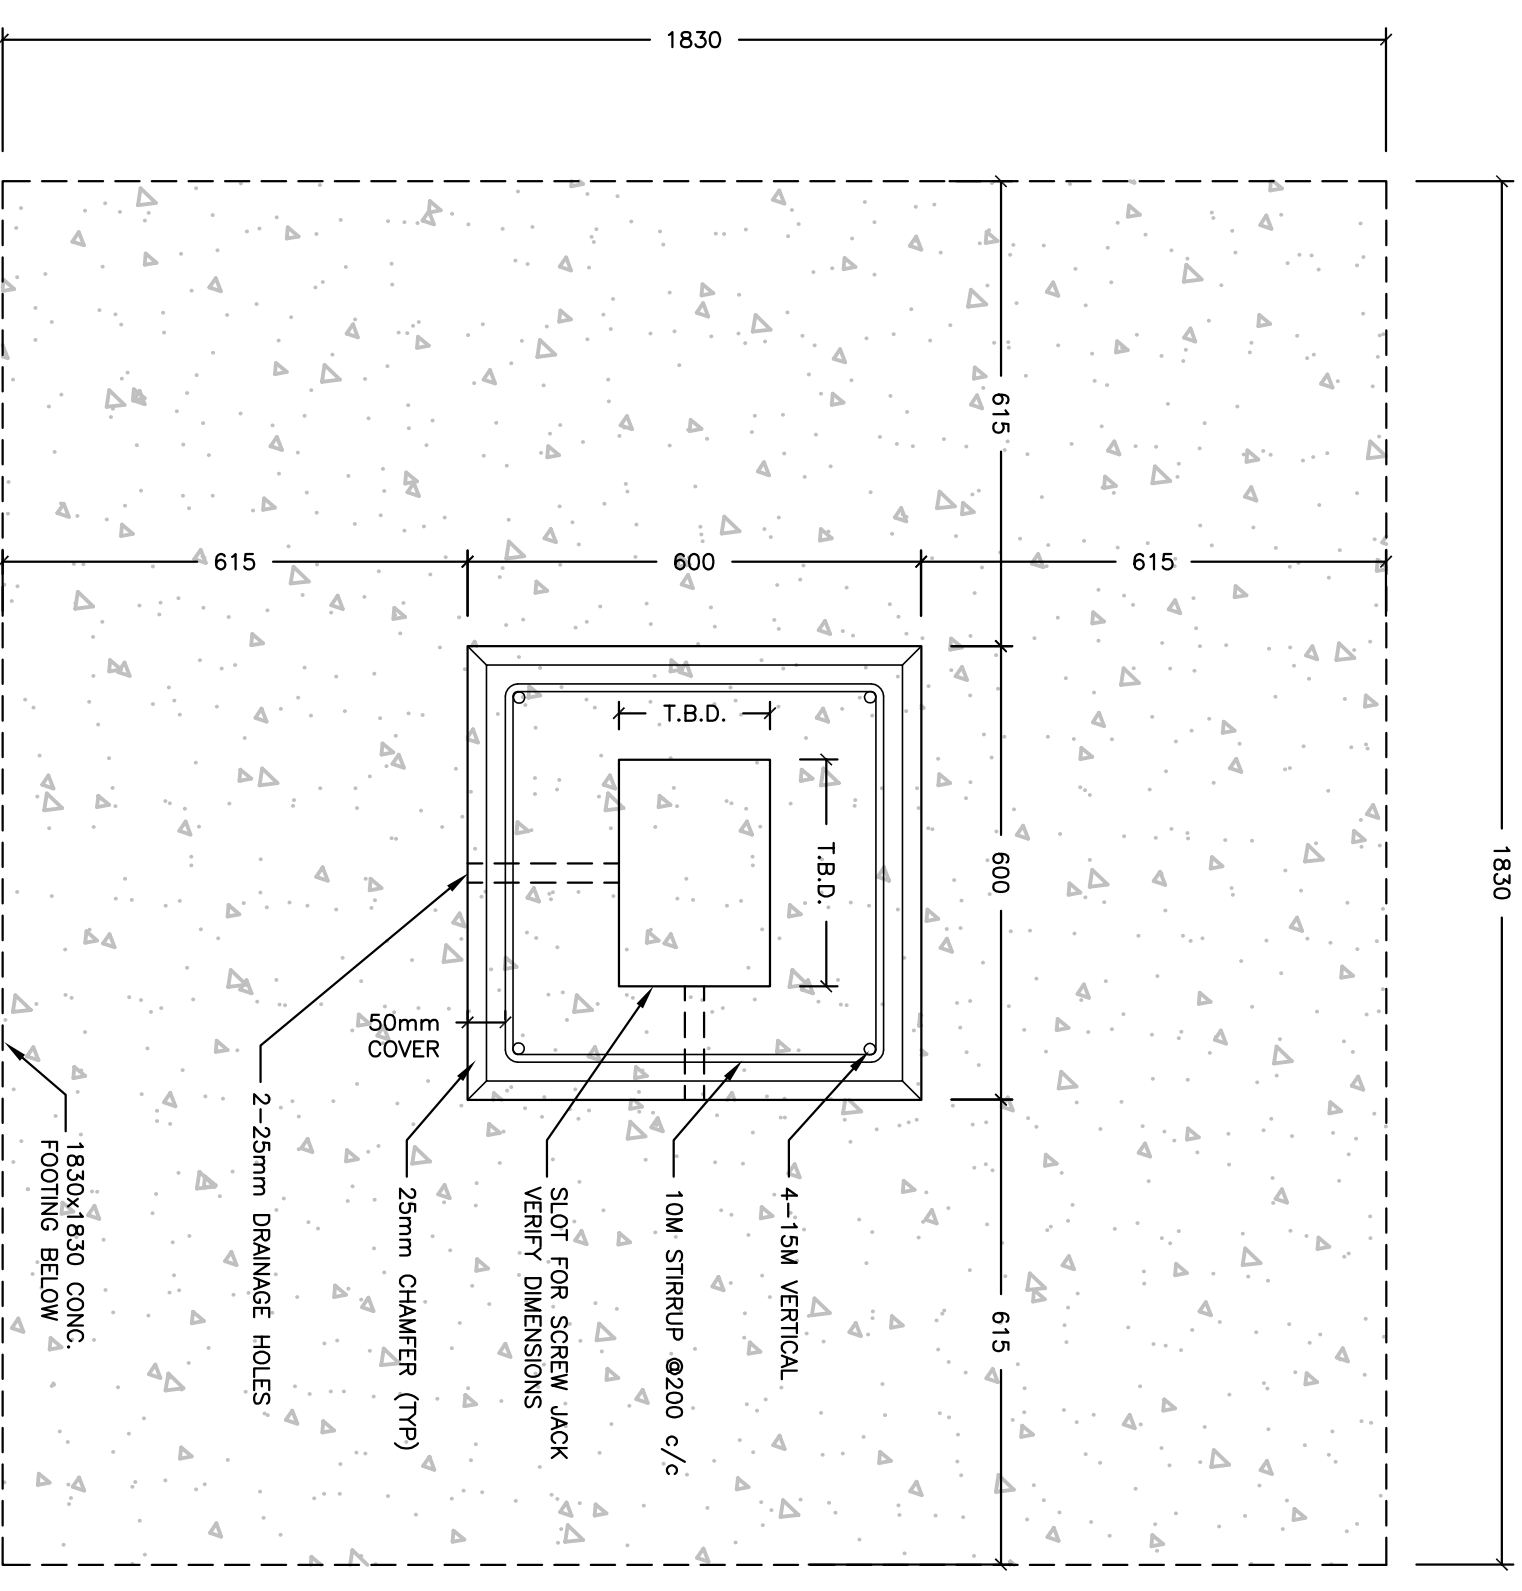 1830
1830
615
600
615
615
600
615
T.B.D.
T.B.D.
50mm
COVER
4-15M VERTICAL
10M STIRRUP @200 c/c
SLOT FOR SCREW JACK
VERIFY DIMENSIONS
25mm CHAMFER (TYP)
2-25mm DRAINAGE HOLES
1830x1830 CONC.
FOOTING BELOW